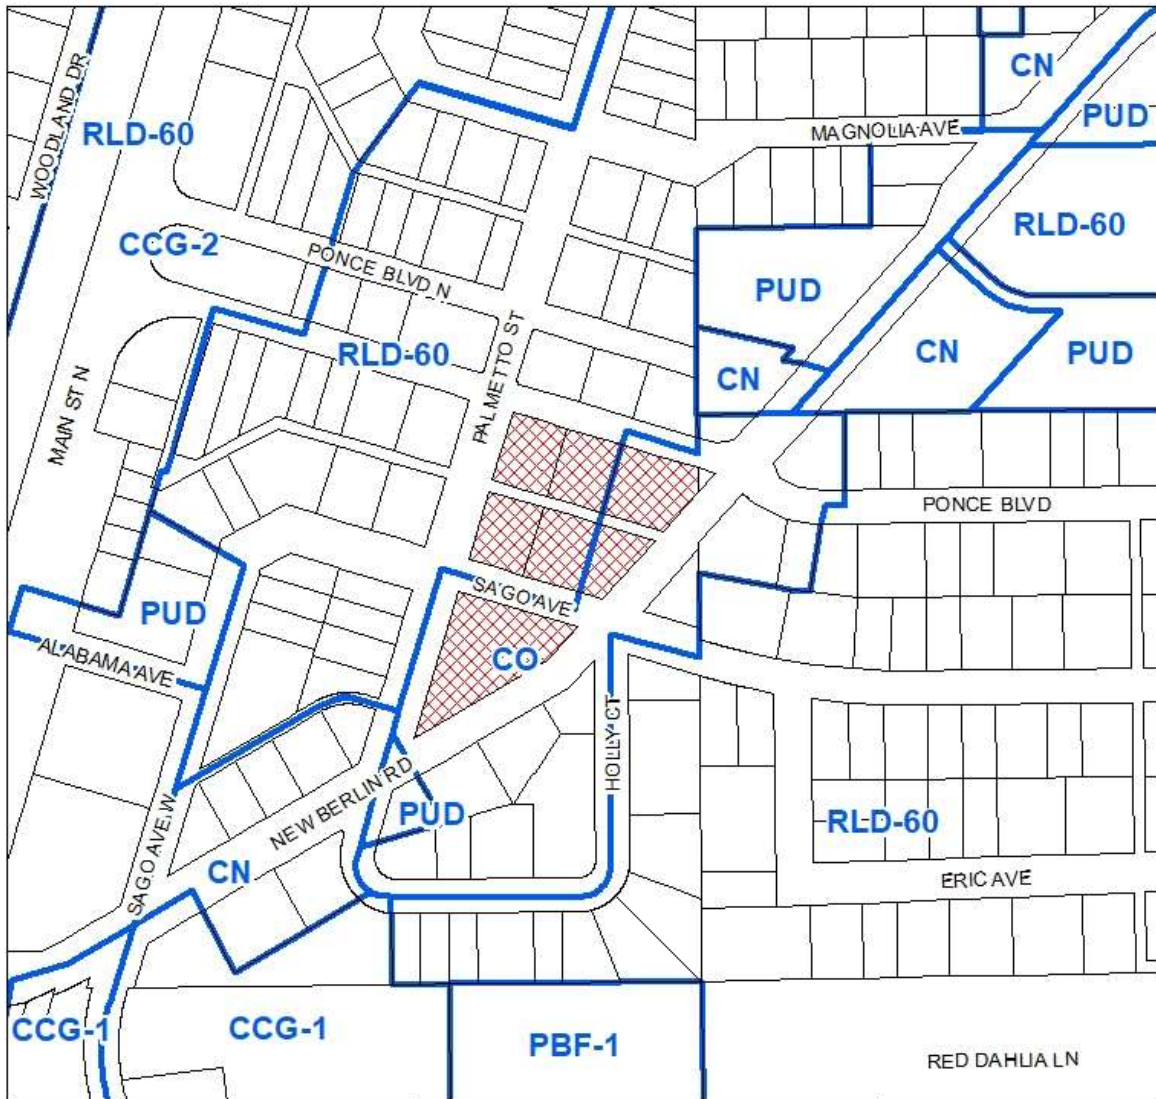 CN
PUD
WOODLAND DR
RLD-60
MAGNOLIA AVE
RLD-60
CCG-2
PONCE BLVD N
PUD
PALMETTO ST
RLD-60
CN
CN
PUD
MAIN ST N
PONCE BLVD
SAGO AVE
PUD
ALABAMA AVE
CO
HOLLY CT
NEW BERLIN RD
PUD
RLD-60
SAGO AVE W
CN
ERIC AVE
CCG-1
CCG-1
PBF-1
RED DAHLIA LN